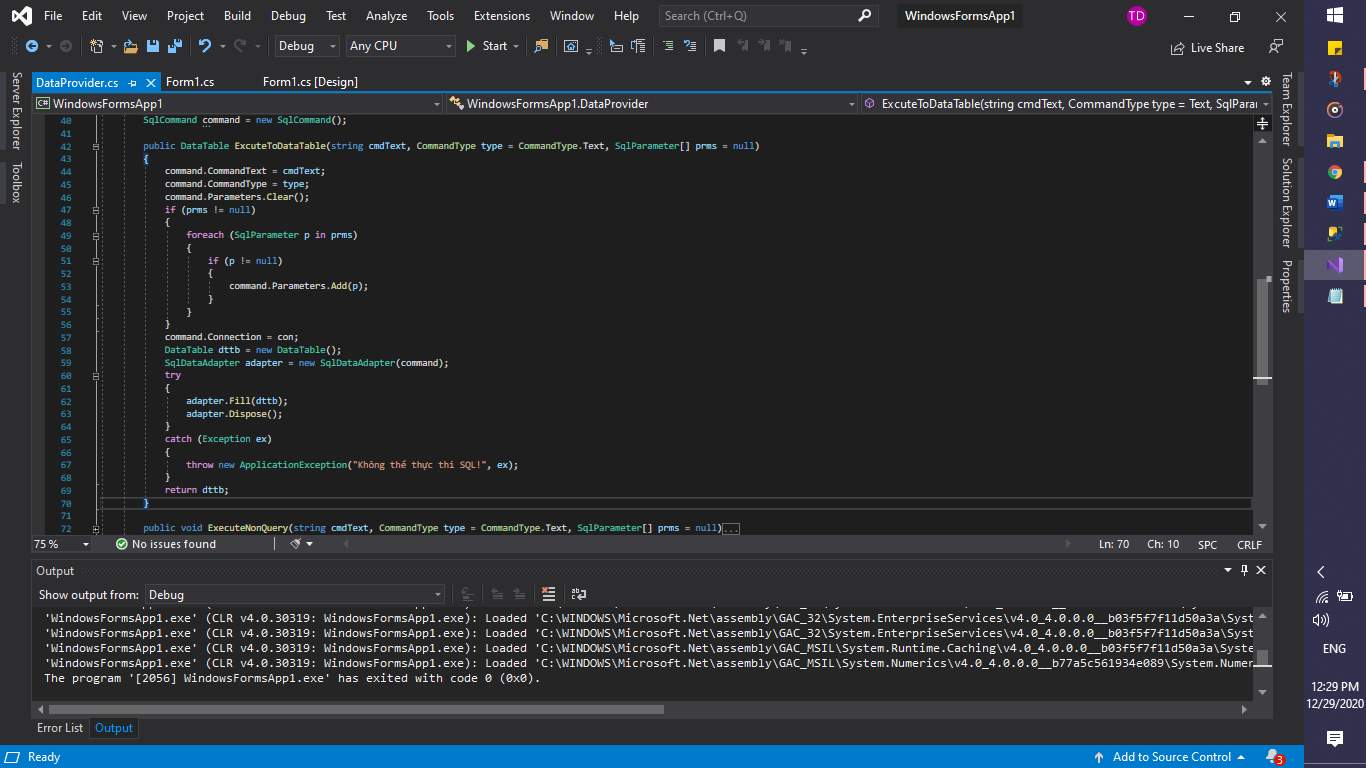 File Edit View Project Build Debug Test Analyze Tools Extensions Window Help Search (Ctrl+Q) WindowsFormsApp1 TD
Debug Any CPU Start Live Share
DataProvider.cs Form1.cs Form1.cs [Design]
WindowsFormsApp1 WindowsFormsApp1.DataProvider ExcuteToDataTable(string cmdText, CommandType type = Text, SqlParar
Server Explorer
Toolbox
40 SqlCommand command = new SqlCommand();
41
42 public DataTable ExcuteToDataTable(string cmdText, CommandType type = CommandType.Text, SqlParameter[] prms = null)
43 {
44 command.CommandText = cmdText;
45 command.CommandType = type;
46 command.Parameters.Clear();
47 if (prms != null)
48 {
49 foreach (SqlParameter p in prms)
50 {
51 if (p != null)
52 {
53 command.Parameters.Add(p);
54 }
55 }
56 }
57 command.Connection = con;
58 DataTable dttb = new DataTable();
59 SqlDataAdapter adapter = new SqlDataAdapter(command);
60 try
61 {
62 adapter.Fill(dttb);
63 adapter.Dispose();
64 }
65 catch (Exception ex)
66 {
67 throw new ApplicationException("Không thể thực thi SQL!", ex);
68 }
69 return dttb;
70 }
71
72 public void ExecuteNonQuery(string cmdText, CommandType type = CommandType.Text, SqlParameter[] prms = null)...
75 % No issues found Ln: 70 Ch: 10 SPC CRLF
Team Explorer
Solution Explorer
Properties
Output
Show output from: Debug
'WindowsFormsApp1.exe' (CLR v4.0.30319: WindowsFormsApp1.exe): Loaded 'C:\WINDOWS\Microsoft.Net\assembly\GAC_32\System.EnterpriseServices\v4.0_4.0.0.0__b03f5f7f11d50a3a\Syst
'WindowsFormsApp1.exe' (CLR v4.0.30319: WindowsFormsApp1.exe): Loaded 'C:\WINDOWS\Microsoft.Net\assembly\GAC_32\System.EnterpriseServices\v4.0_4.0.0.0__b03f5f7f11d50a3a\Syst
'WindowsFormsApp1.exe' (CLR v4.0.30319: WindowsFormsApp1.exe): Loaded 'C:\WINDOWS\Microsoft.Net\assembly\GAC_MSIL\System.Runtime.Caching\v4.0_4.0.0.0__b03f5f7f11d50a3a\Syste
'WindowsFormsApp1.exe' (CLR v4.0.30319: WindowsFormsApp1.exe): Loaded 'C:\WINDOWS\Microsoft.Net\assembly\GAC_MSIL\System.Numerics\v4.0_4.0.0.0__b77a5c561934e089\System.Numer
The program '[2056] WindowsFormsApp1.exe' has exited with code 0 (0x0).
Error List Output
Ready Add to Source Control 3
ENG
12:29 PM
12/29/2020